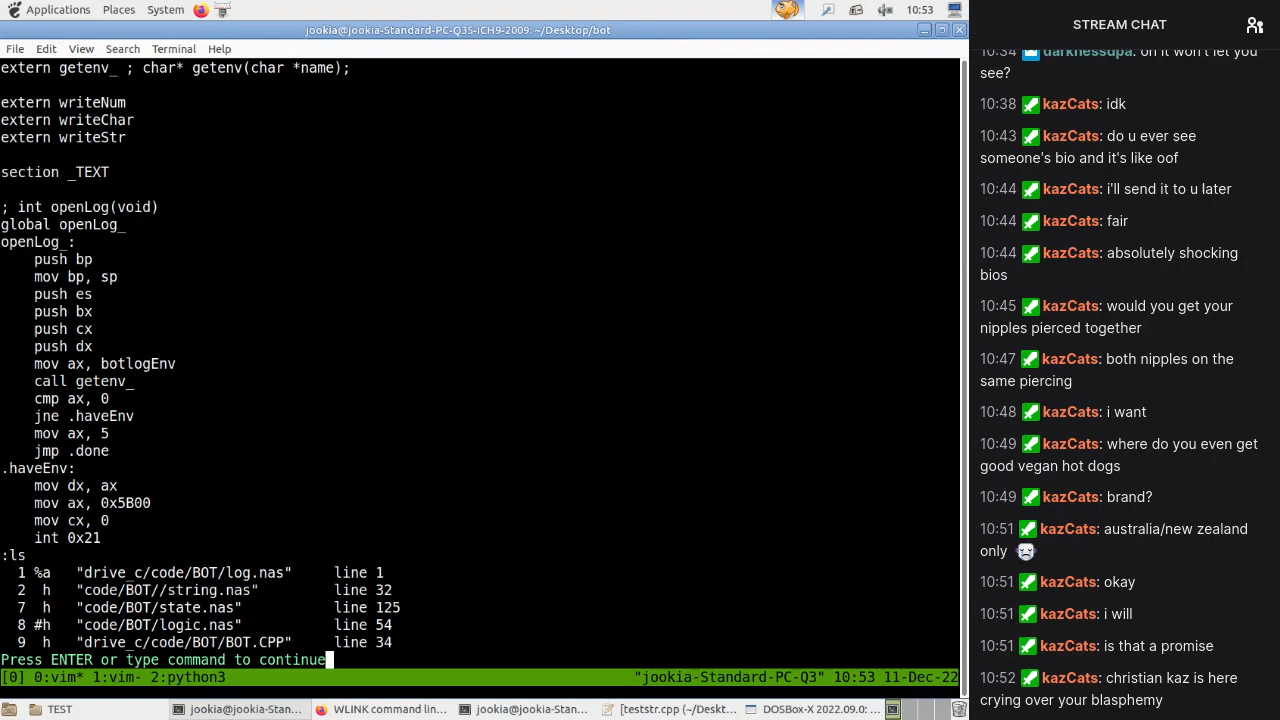 Applications Places System 10:53
jookia@jookia-Standard-PC-Q35-ICH9-2009: ~/Desktop/bot
File Edit View Search Terminal Help
extern getenv_ ; char* getenv(char *name);
extern writeNum
extern writeChar
extern writeStr
section _TEXT
; int openLog(void)
global openLog_
openLog_:
push bp
mov bp, sp
push es
push bx
push cx
push dx
mov ax, botlogEnv
call getenv_
cmp ax, 0
jne .haveEnv
mov ax, 5
jmp .done
.haveEnv:
mov dx, ax
mov ax, 0x5B00
mov cx, 0
int 0x21
:ls
1 %a "drive_c/code/BOT/log.nas" line 1
2 h "code/BOT//string.nas" line 32
7 h "code/BOT/state.nas" line 125
8 #h "code/BOT/logic.nas" line 54
9 h "drive_c/code/BOT/BOT.CPP" line 34
Press ENTER or type command to continue
[0] 0:vim* 1:vim- 2:python3 "jookia-Standard-PC-Q3" 10:53 11-Dec-22
TEST jookia@jookia-Stan... WLINK command lin... jookia@jookia-Stan... [teststr.cpp (~/Deskt... DOSBox-X 2022.09.0: ...
STREAM CHAT
10:34 darknessdpa: oh it won't let you
see?
10:38 kazCats: idk
10:43 kazCats: do u ever see
someone's bio and it's like oof
10:44 kazCats: i'll send it to u later
10:44 kazCats: fair
10:44 kazCats: absolutely shocking
bios
10:45 kazCats: would you get your
nipples pierced together
10:47 kazCats: both nipples on the
same piercing
10:48 kazCats: i want
10:49 kazCats: where do you even get
good vegan hot dogs
10:49 kazCats: brand?
10:51 kazCats: australia/new zealand
only
10:51 kazCats: okay
10:51 kazCats: i will
10:51 kazCats: is that a promise
10:52 kazCats: christian kaz is here
crying over your blasphemy